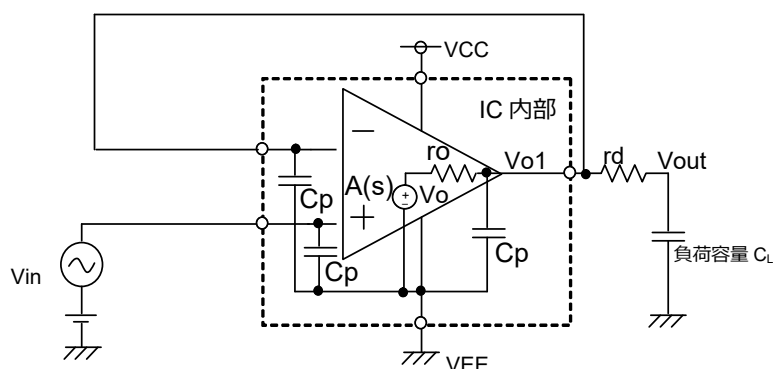 VCC
IC 内部
ro
Vo1
rd
Vout
A(s)
Vo
Cp
Cp
Cp
負荷容量 CL
Vin
VEE